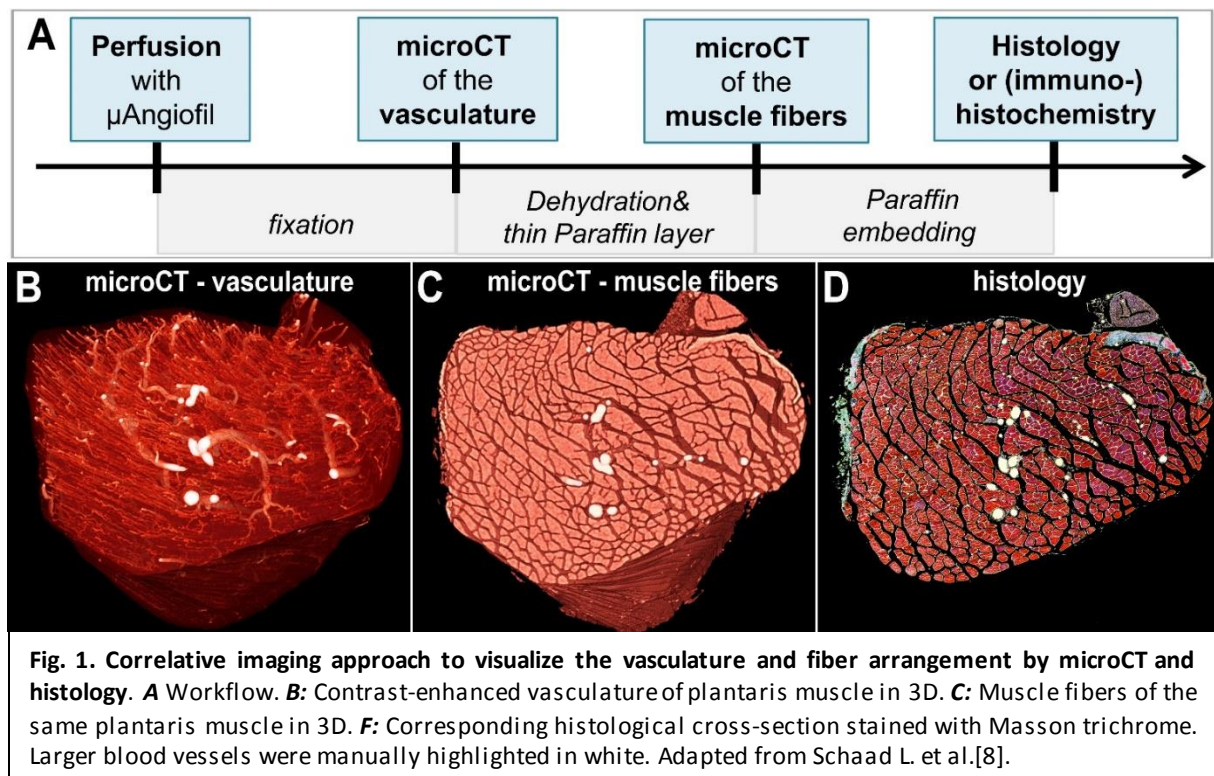 A
Perfusion
with
µAngiofil
microCT
of the
vasculature
microCT
of the
muscle fibers
Histology
or (immuno-)
histochemistry
fixation
Dehydration&
thin Paraffin layer
Paraffin
embedding
B microCT - vasculature
C microCT - muscle fibers
D histology
Fig. 1. Correlative imaging approach to visualize the vasculature and fiber arrangement by microCT and
histology. A Workflow. B: Contrast-enhanced vasculature of plantaris muscle in 3D. C: Muscle fibers of the
same plantaris muscle in 3D. F: Corresponding histological cross-section stained with Masson trichrome.
Larger blood vessels were manually highlighted in white. Adapted from Schaad L. et al.[8].